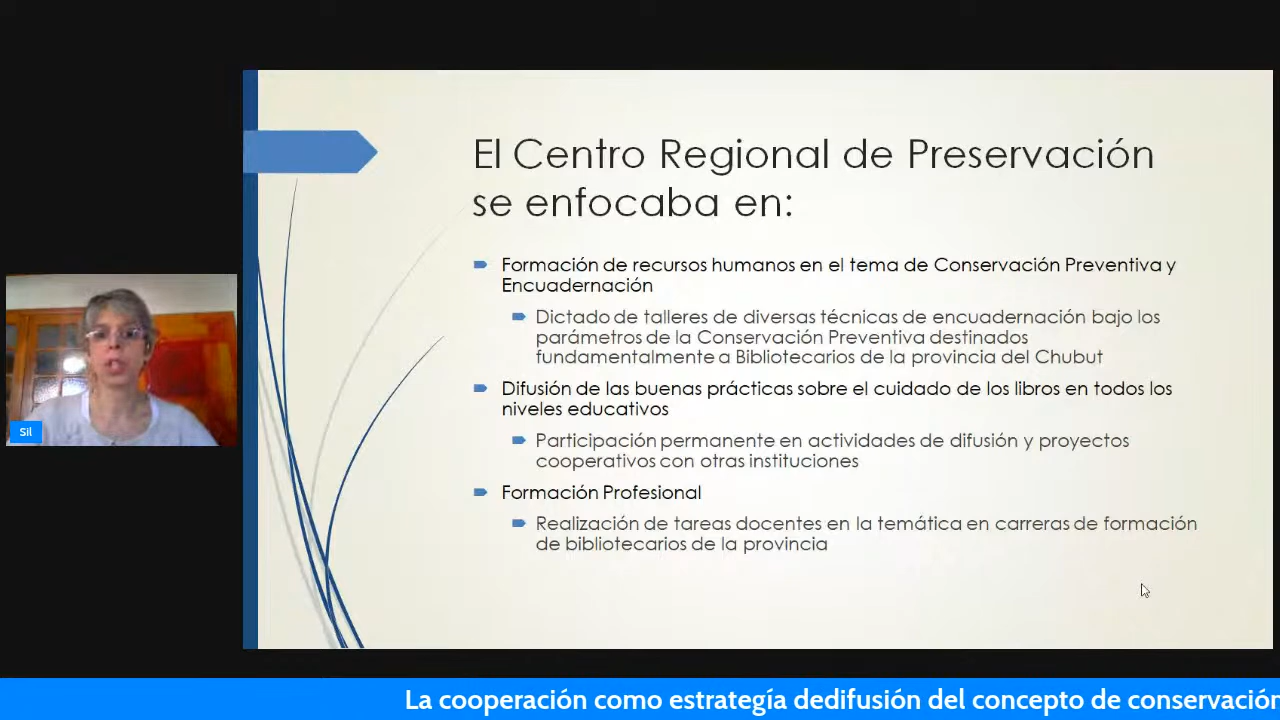 El Centro Regional de Preservación
se enfocaba en:
Formación de recursos humanos en el tema de Conservación Preventiva y
Encuadernación
Dictado de talleres de diversas técnicas de encuadernación bajo los
parámetros de la Conservación Preventiva destinados
fundamentalmente a Bibliotecarios de la provincia del Chubut
Difusión de las buenas prácticas sobre el cuidado de los libros en todos los
niveles educativos
Participación permanente en actividades de difusión y proyectos
cooperativos con otras instituciones
Formación Profesional
Realización de tareas docentes en la temática en carreras de formación
de bibliotecarios de la provincia
Sil
La cooperación como estrategía dedifusión del concepto de conservación